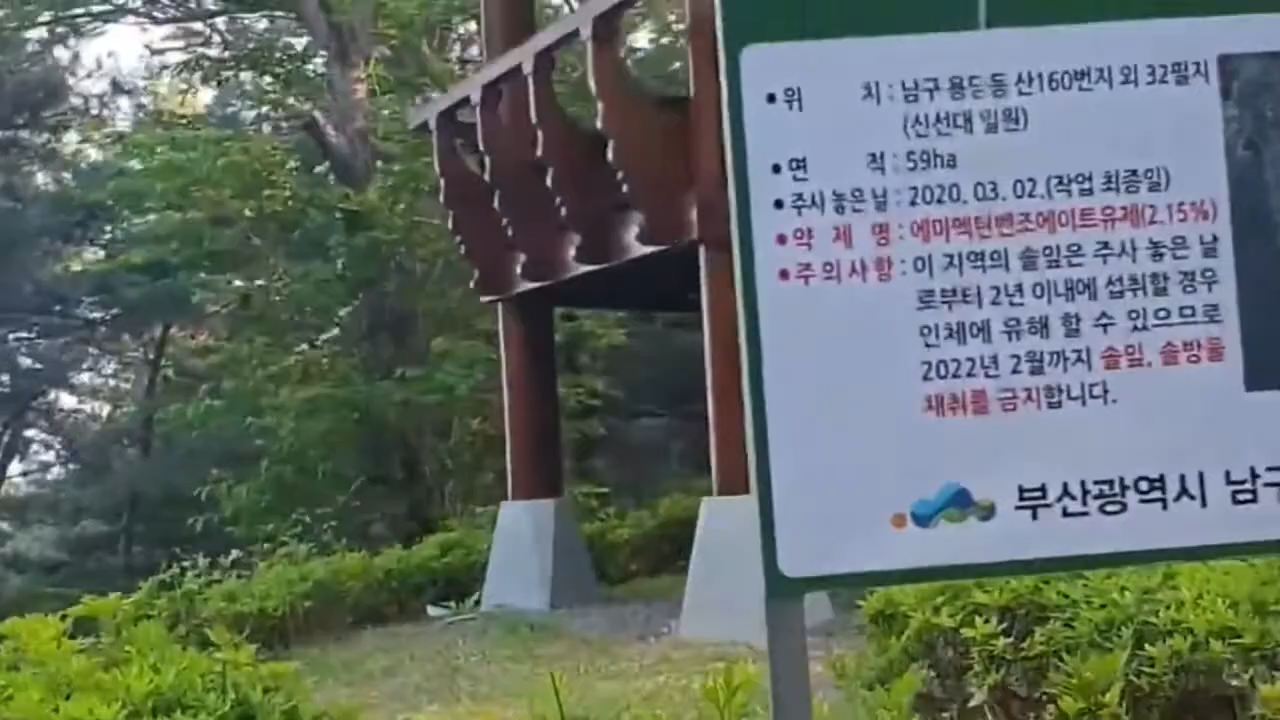 •위 치 : 남구 용당동 산160번지 외 32필지
(신선대 일원)
•면 적 : 59ha
•주사 놓은 날 : 2020. 03. 02.(작업 최종일)
•약 제 명 : 에마멕틴벤조에이트유제(2.15%)
•주의사항 : 이 지역의 솔잎은 주사 놓은 날
로부터 2년 이내에 섭취할 경우
인체에 유해 할 수 있으므로
2022년 2월까지 솔잎, 솔방울
채취를 금지합니다.
부산광역시 남구